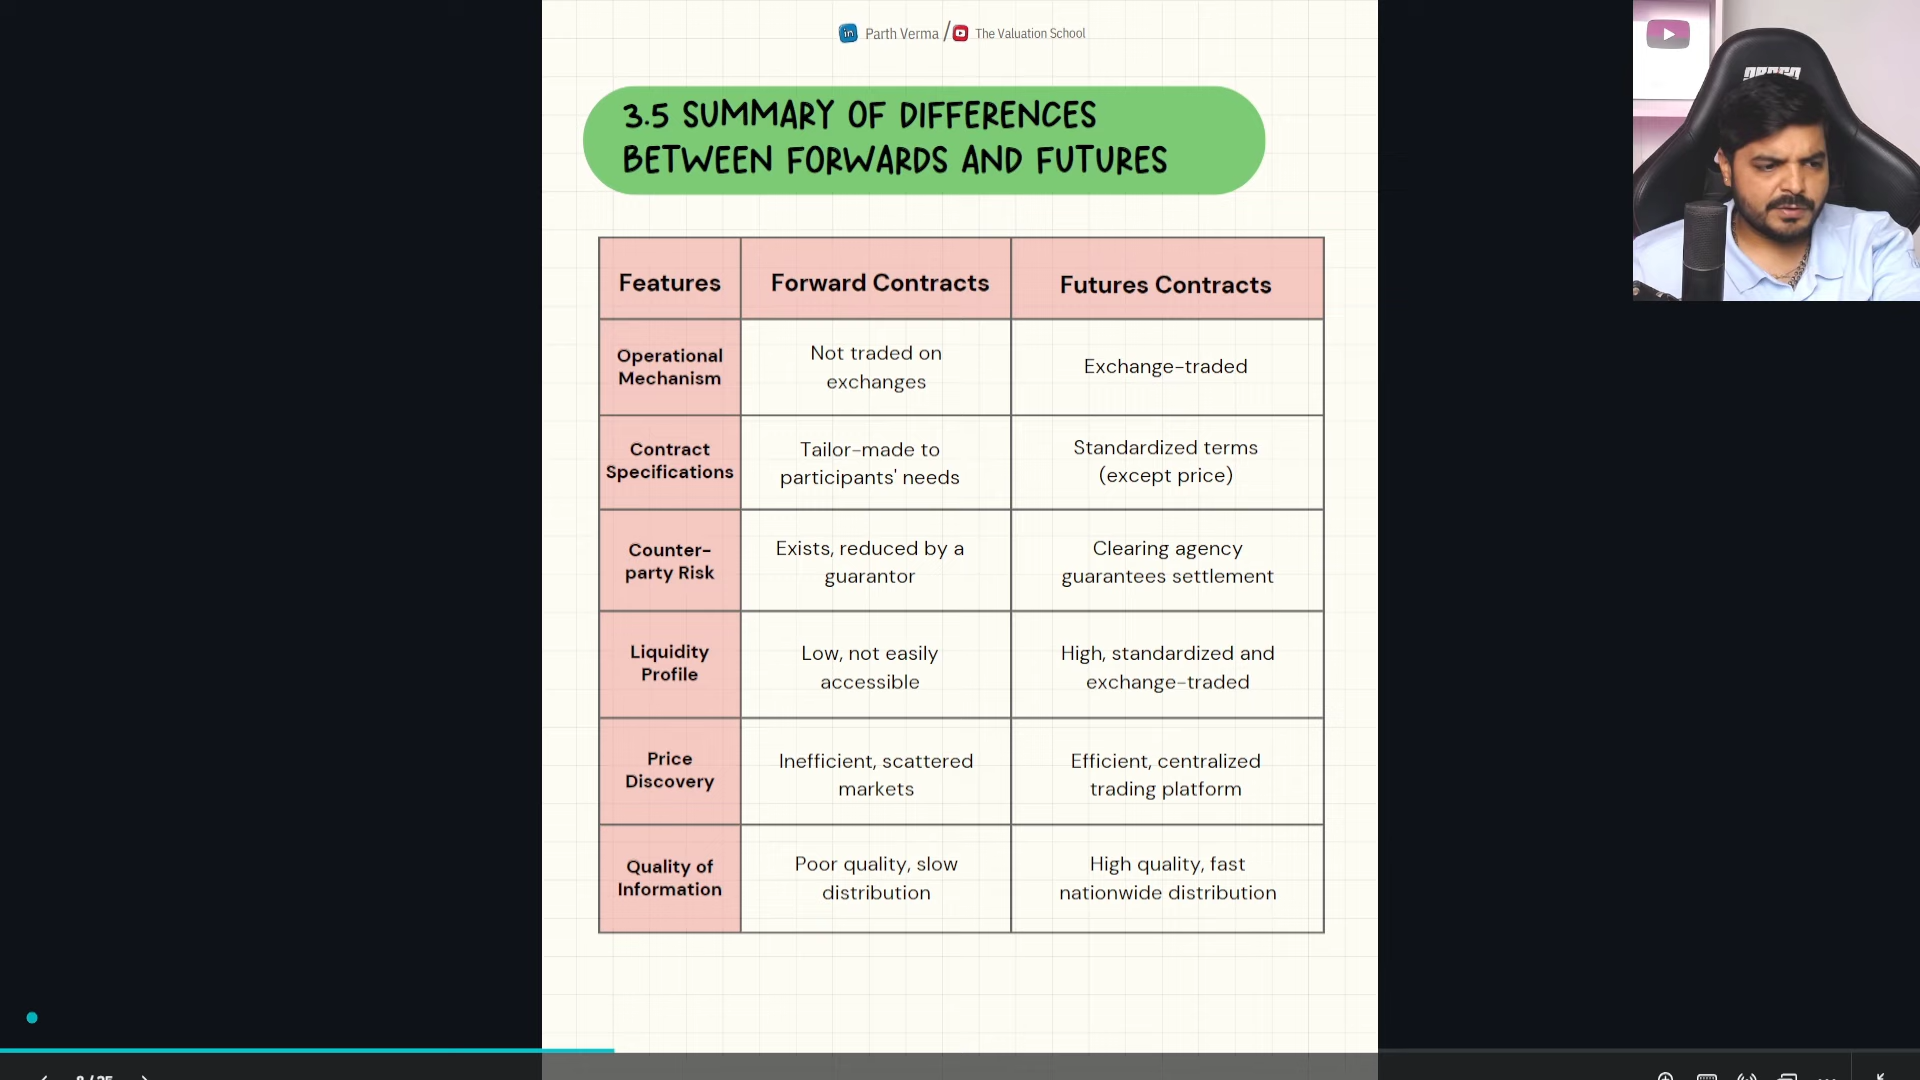 in Parth Verma / The Valuation School
3.5 SUMMARY OF DIFFERENCES
BETWEEN FORWARDS AND FUTURES
Features
Forward Contracts
Futures Contracts
Operational
Mechanism
Not traded on
exchanges
Exchange-traded
Contract
Specifications
Tailor-made to
participants' needs
Standardized terms
(except price)
Counter-
party Risk
Exists, reduced by a
guarantor
Clearing agency
guarantees settlement
Liquidity
Profile
Low, not easily
accessible
High, standardized and
exchange-traded
Price
Discovery
Inefficient, scattered
markets
Efficient, centralized
trading platform
Quality of
Information
Poor quality, slow
distribution
High quality, fast
nationwide distribution